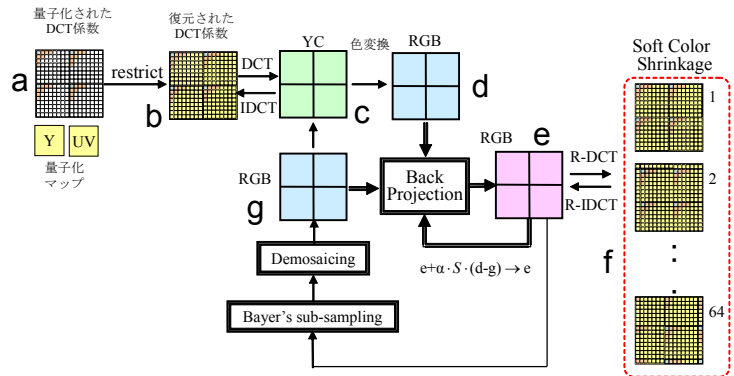 量子化された
DCT係数
復元された
DCT係数
YC
色変換
RGB
Soft Color
Shrinkage
a
restrict
b
DCT
IDCT
c
d
1
Y
UV
量子化
マップ
RGB
g
Back
Projection
RGB
e
R-DCT
R-IDCT
2
f
Demosaicing
e+α·S·(d-g)→e
Bayer's sub-sampling
64